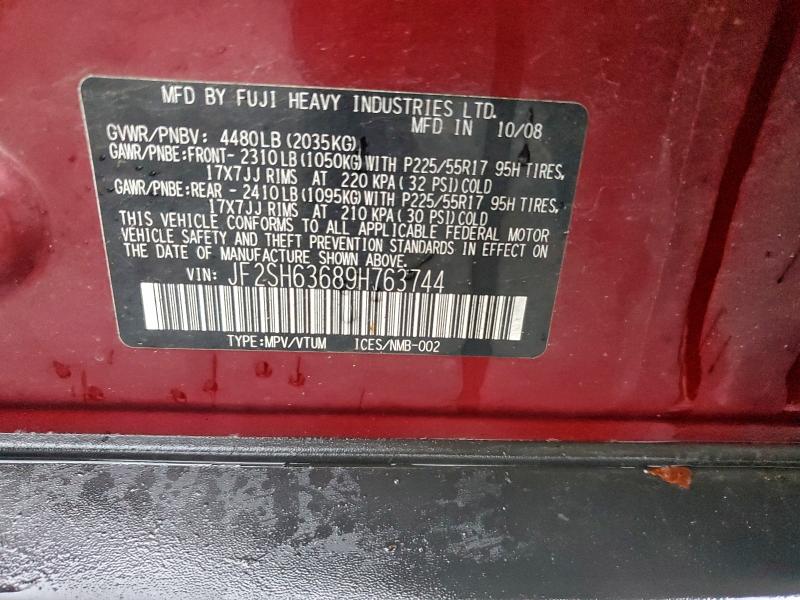 MFD BY FUJI HEAVY INDUSTRIES LTD.
MFD IN 10/08
GVWR/PNBV: 4480LB(2035KG)
GAWR/PNBE:FRONT- 2310LB(1050KG)WITH P225/55R17 95H TIRES,
17X7JJ RIMS AT 220 KPA(32 PSI)COLD
GAWR/PNBE:REAR - 2410LB(1095KG)WITH P225/55R17 95H TIRES,
17X7JJ RIMS AT 210 KPA(30 PSI)COLD
THIS VEHICLE CONFORMS TO ALL APPLICABLE FEDERAL MOTOR
VEHICLE SAFETY AND THEFT PREVENTION STANDARDS IN EFFECT ON
THE DATE OF MANUFACTURE SHOWN ABOVE.
VIN: JF2SH63689H763744
TYPE:MPV/VTUM ICES/NMB-002